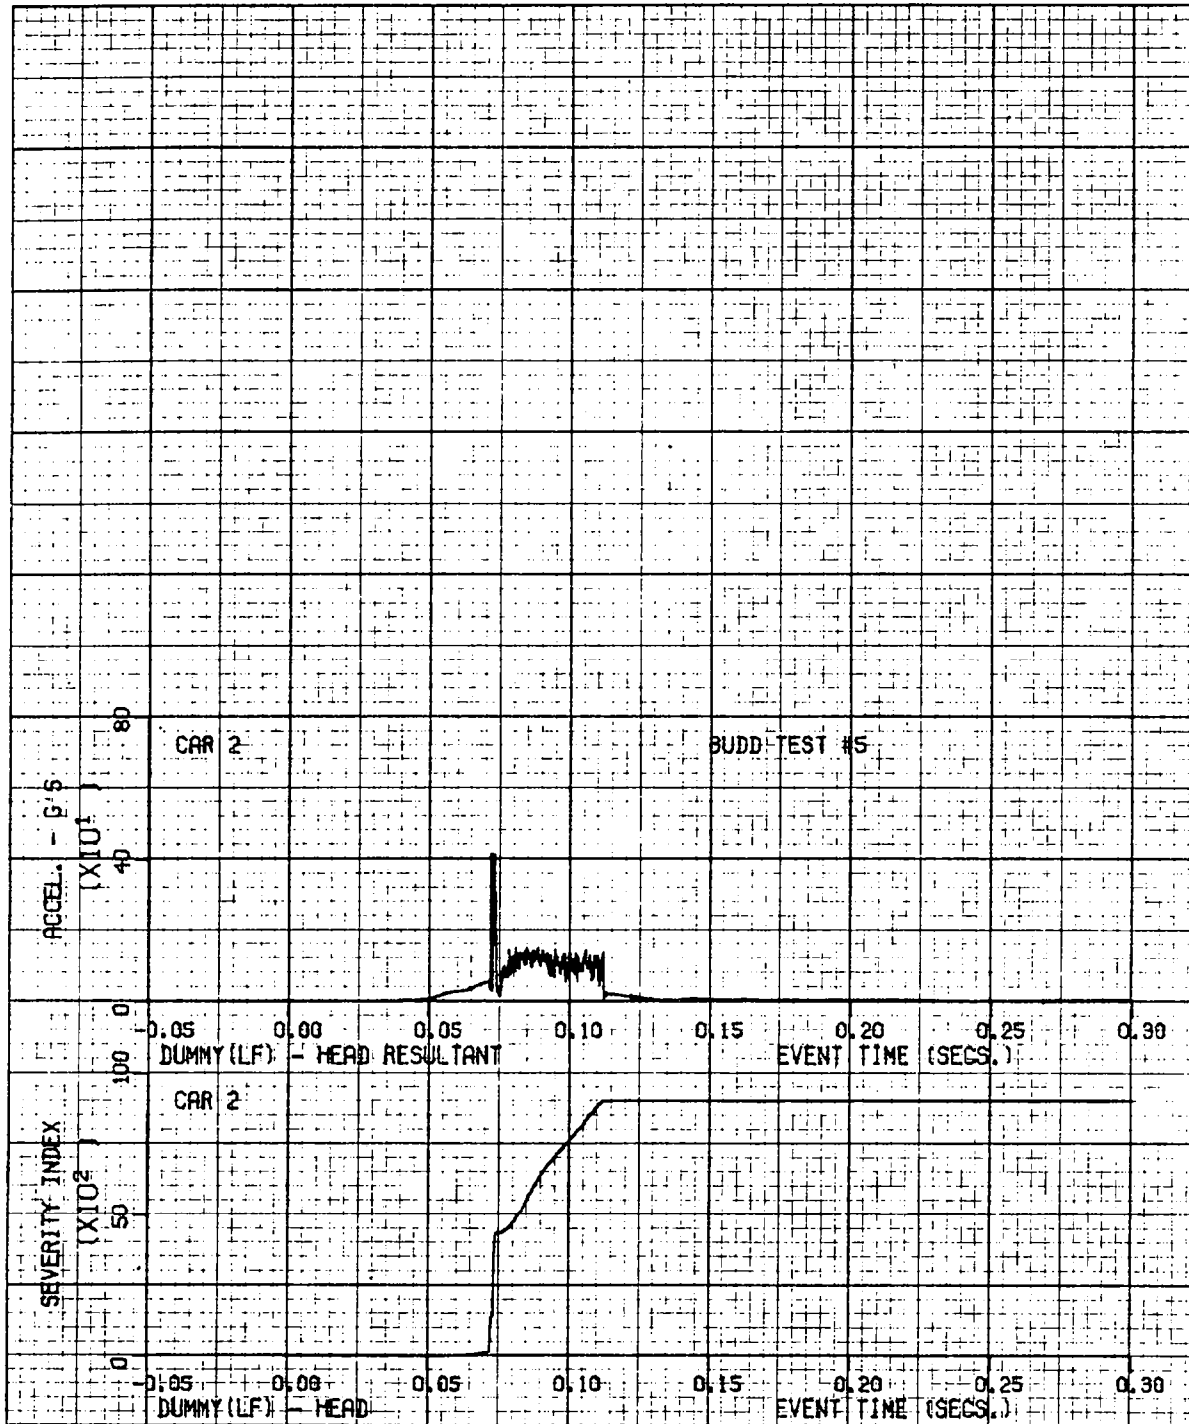 80
CAR 2
BUDD TEST #5
ACCEL. - G'S
(X10¹ )
40
0
-0.05 0.00 0.05 0.10 0.15 0.20 0.25 0.30
DUMMY(LF) - HEAD RESULTANT
EVENT TIME (SECS.)
100
CAR 2
SEVERITY INDEX
(X10² )
50
0
-0.05 0.00 0.05 0.10 0.15 0.20 0.25 0.30
DUMMY(LF) - HEAD
EVENT TIME (SECS.)